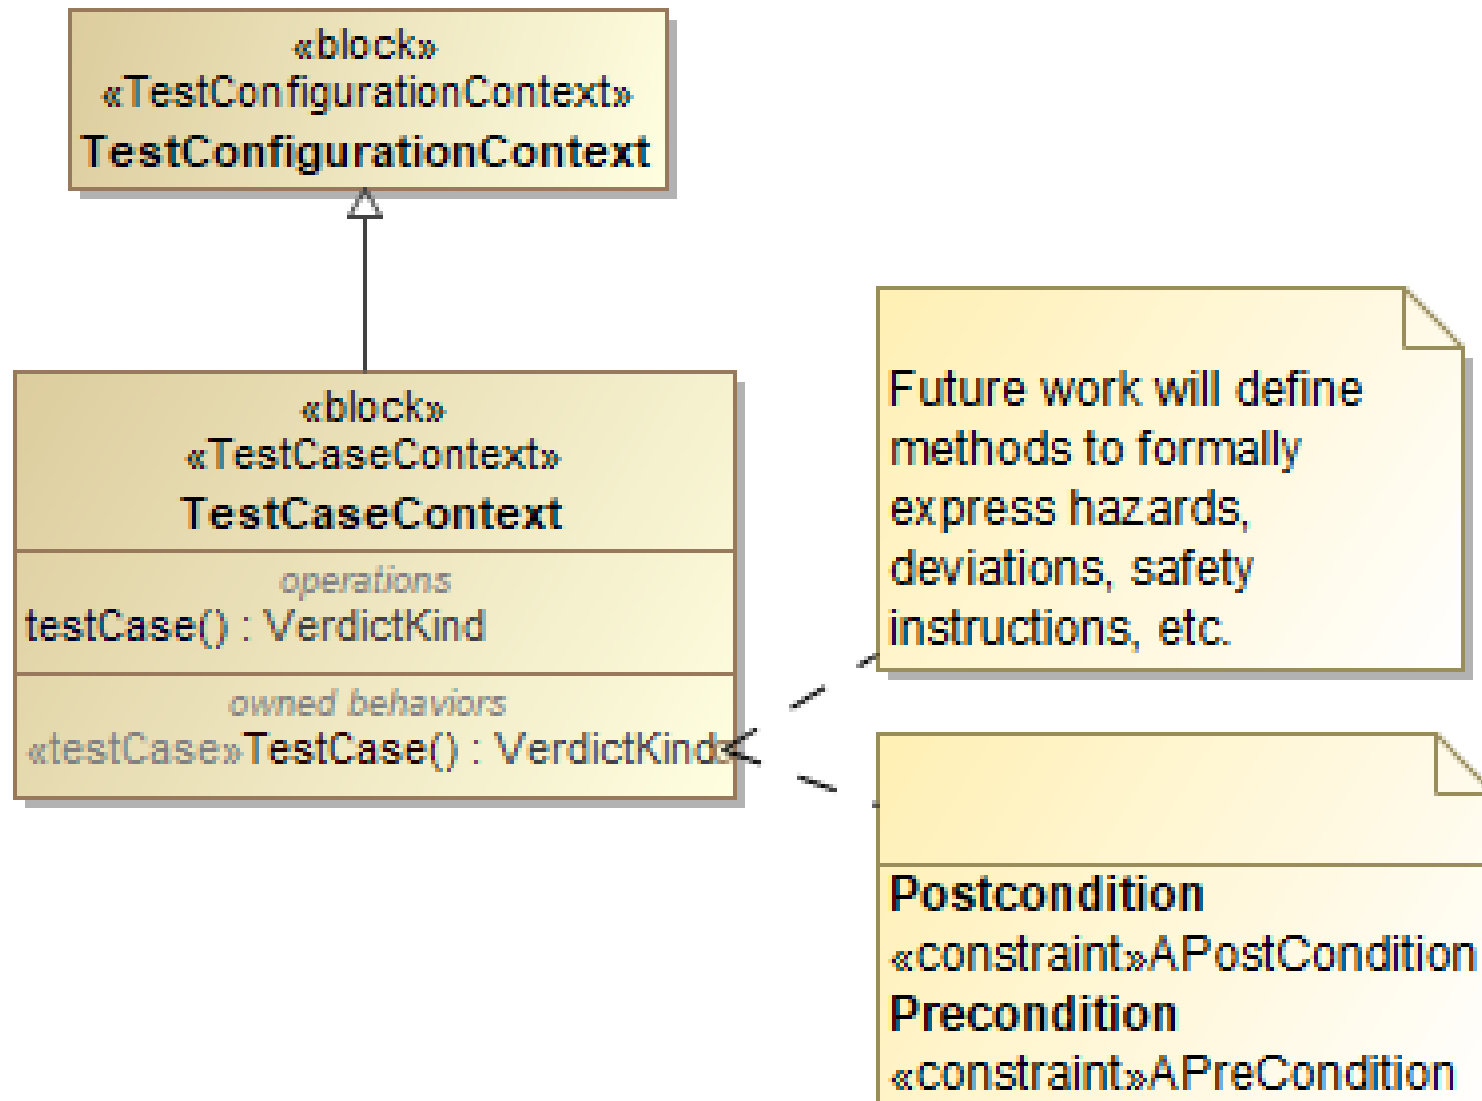 «block»
«TestConfigurationContext»
TestConfigurationContext
«block»
«TestCaseContext»
TestCaseContext
operations
testCase() : VerdictKind
owned behaviors
«testCase»TestCase() : VerdictKind
Future work will define
methods to formally
express hazards,
deviations, safety
instructions, etc.
Postcondition
«constraint»APostCondition
Precondition
«constraint»APreCondition